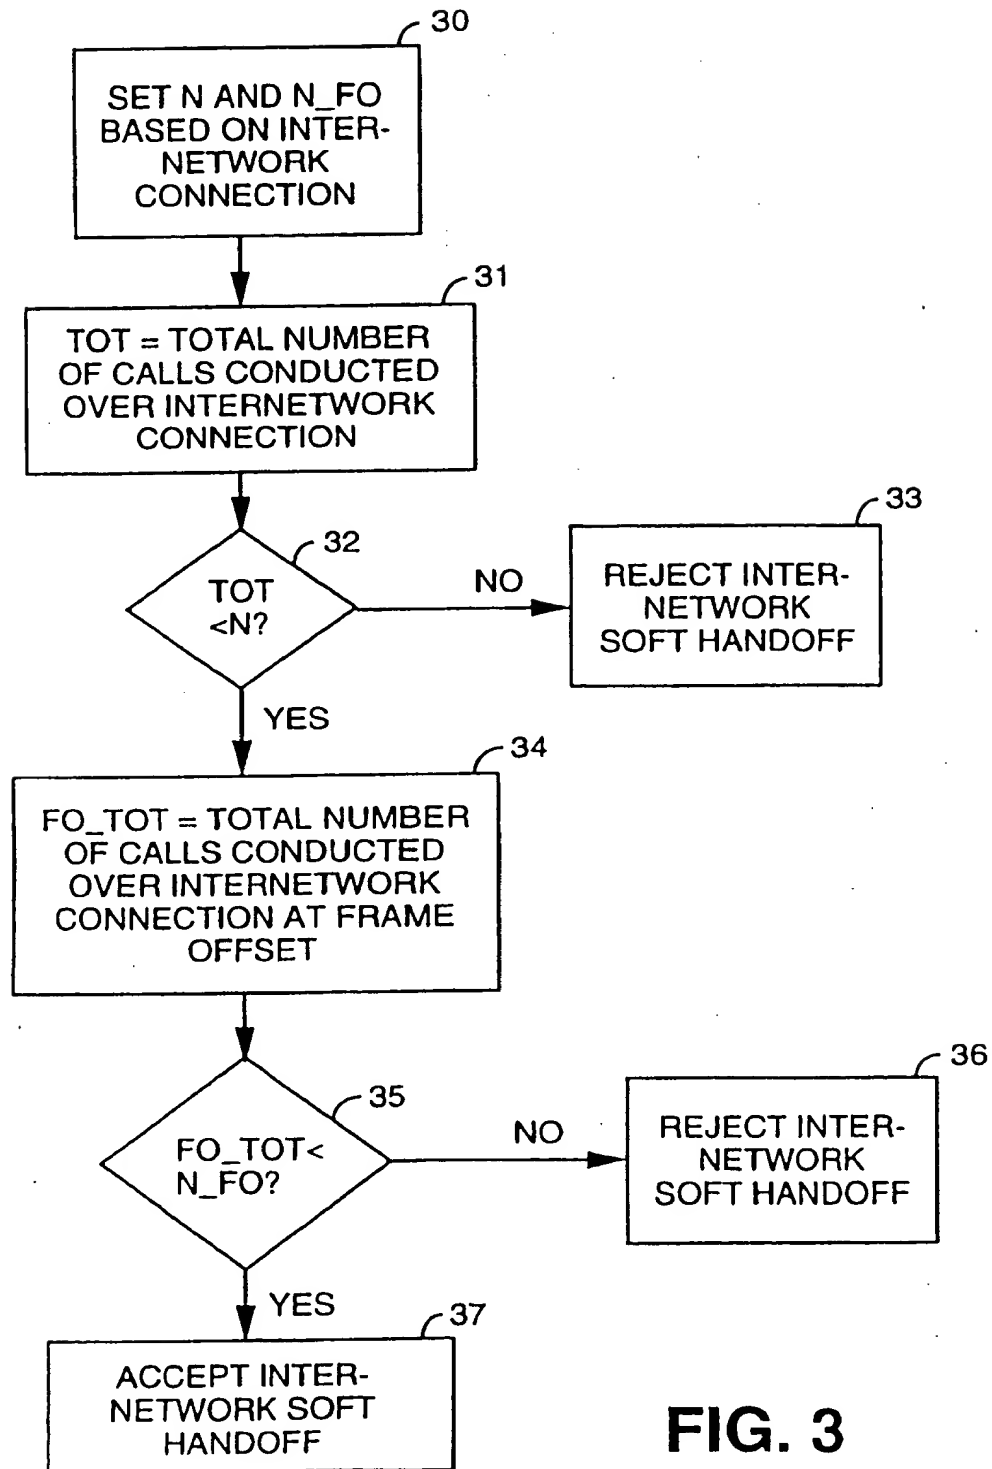 30
SET N AND N_FO
BASED ON INTER-
NETWORK
CONNECTION
31
TOT = TOTAL NUMBER
OF CALLS CONDUCTED
OVER INTERNETWORK
CONNECTION
32
TOT
<N?
NO
33
REJECT INTER-
NETWORK
SOFT HANDOFF
YES
34
FO_TOT = TOTAL NUMBER
OF CALLS CONDUCTED
OVER INTERNETWORK
CONNECTION AT FRAME
OFFSET
35
FO_TOT<
N_FO?
NO
36
REJECT INTER-
NETWORK
SOFT HANDOFF
YES
37
ACCEPT INTER-
NETWORK SOFT
HANDOFF
FIG. 3